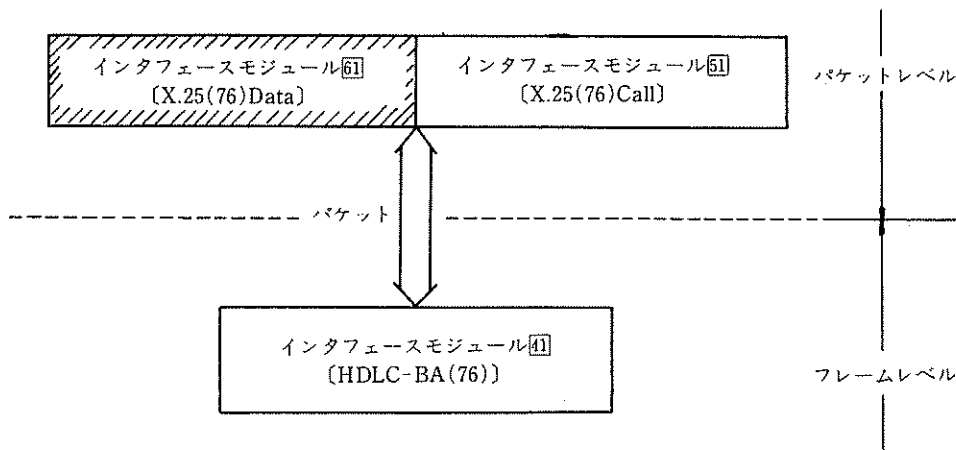 インタフェースモジュール61
〔X.25(76)Data〕
インタフェースモジュール51
〔X.25(76)Call〕
パケットレベル
パケット
インタフェースモジュール41
〔HDLC-BA(76)〕
フレームレベル